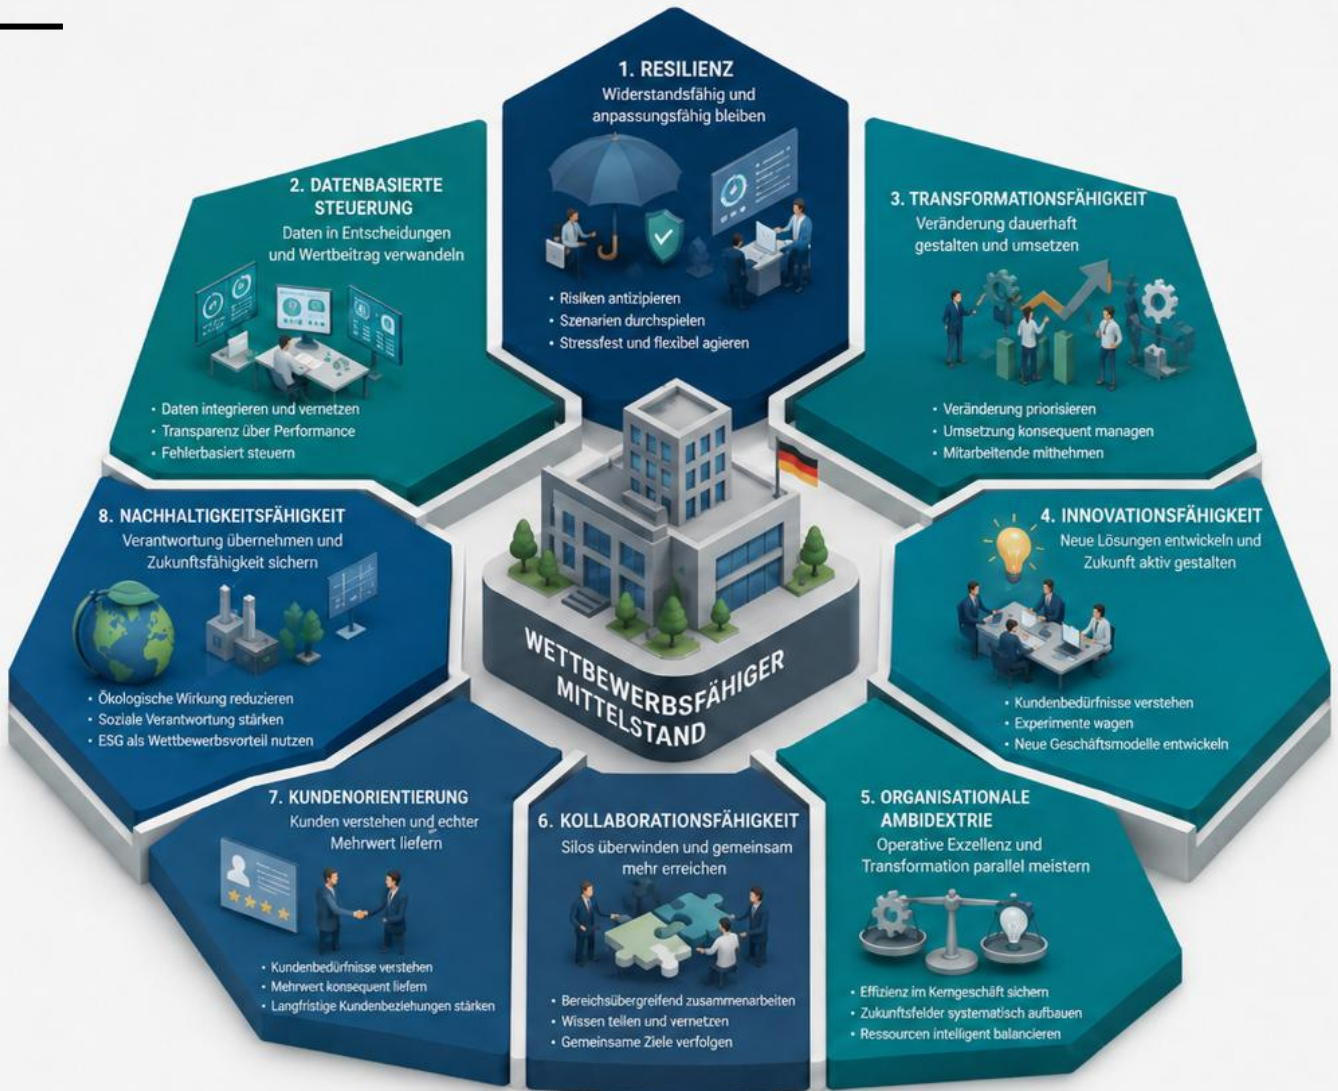 1. RESILIENZ
Widerstandsfähig und
anpassungsfähig bleiben
• Risiken antizipieren
• Szenarien durchspielen
• Stressfest und flexibel agieren
2. DATENBASIERTE
STEUERUNG
Daten in Entscheidungen
und Wertbeitrag verwandeln
• Daten integrieren und vernetzen
• Transparenz über Performance
• Fehlerbasiert steuern
3. TRANSFORMATIONSFÄHIGKEIT
Veränderung dauerhaft
gestalten und umsetzen
• Veränderung priorisieren
• Umsetzung konsequent managen
• Mitarbeitende mithehmen
4. INNOVATIONSFÄHIGKEIT
Neue Lösungen entwickeln und
Zukunft aktiv gestalten
• Kundenbedürfnisse verstehen
• Experimente wagen
• Neue Geschäftsmodelle entwickeln
5. ORGANISATIONALE
AMBIDEXTRIE
Operative Exzellenz und
Transformation parallel meistern
• Effizienz im Kerngeschäft sichern
• Zukunftsfelder systematisch aufbauen
• Ressourcen intelligent balancieren
6. KOLLABORATIONSFÄHIGKEIT
Silos überwinden und gemeinsam
mehr erreichen
• Bereichsübergreifend zusammenarbeiten
• Wissen teilen und vernetzen
• Gemeinsame Ziele verfolgen
7. KUNDENORIENTIERUNG
Kunden verstehen und echter
Mehrwert liefern
• Kundenbedürfnisse verstehen
• Mehrwert konsequent liefern
• Langfristige Kundenbeziehungen stärken
8. NACHHALTIGKEITSFÄHIGKEIT
Verantwortung übernehmen und
Zukunftsfähigkeit sichern
• Ökologische Wirkung reduzieren
• Soziale Verantwortung stärken
• ESG als Wettbewerbsvorteil nutzen
WETTBEWERBSFÄHIGER
MITTELSTAND